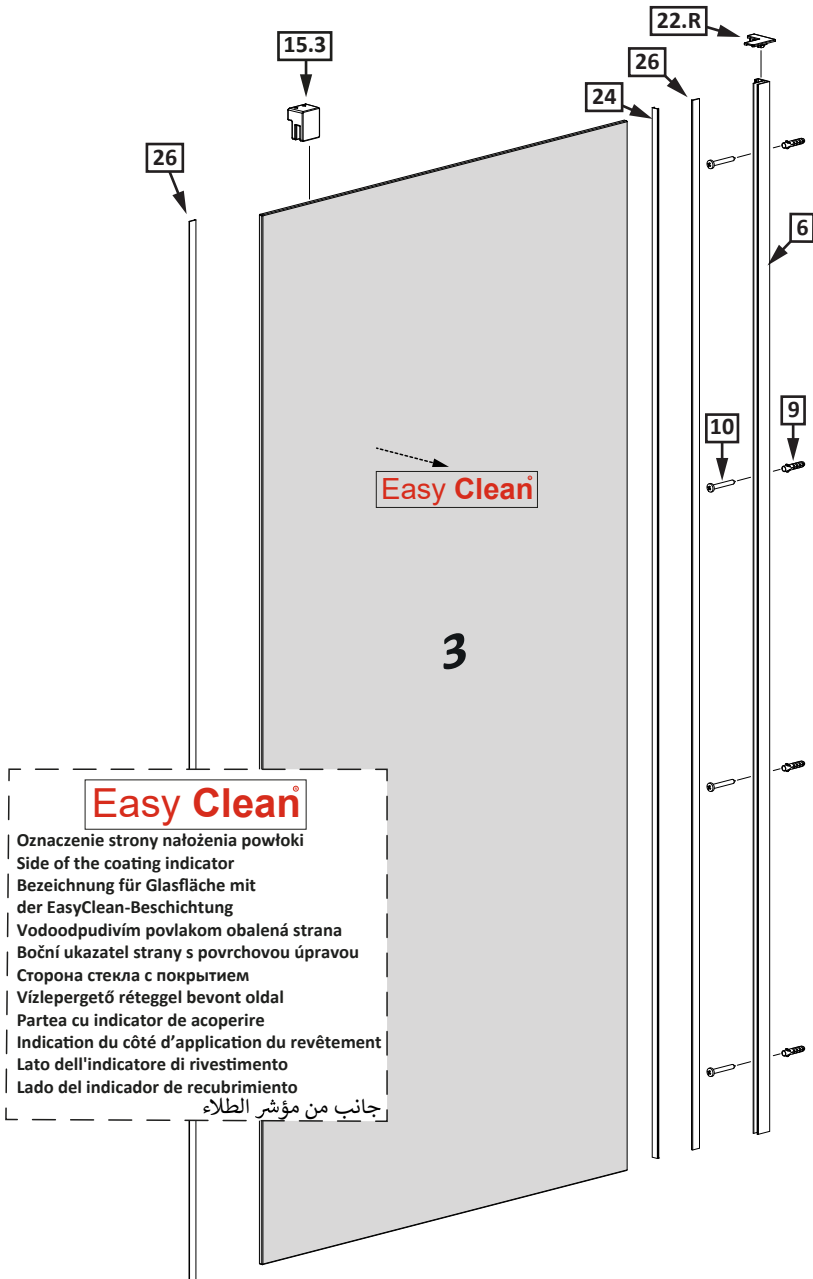 22.R
15.3
26
24
26
6
9
10
Easy Clean®
3
Easy Clean®
Oznaczenie strony nałożenia powłoki
Side of the coating indicator
Bezeichnung für Glasfläche mit
der EasyClean-Beschichtung
Vodoodpudivím povlakom obalená strana
Boční ukazatel strany s povrchovou úpravou
Сторона стекла с покрытием
Vízlepergető réteggel bevont oldal
Partea cu indicator de acoperire
Indication du côté d’application du revêtement
Lato dell'indicatore di rivestimento
Lado del indicador de recubrimiento
جانب من مؤشر الطلاء